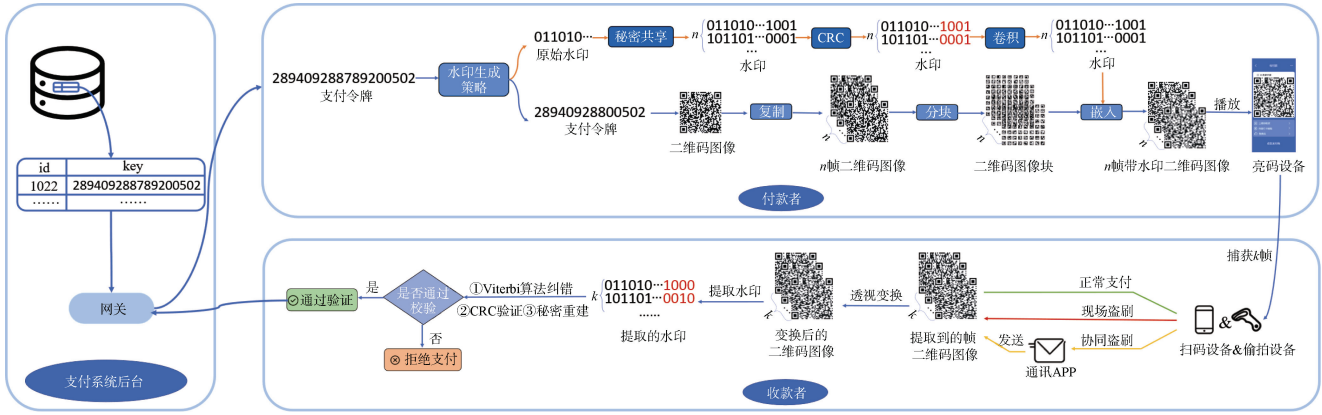 id key
1022 289409288789200502
…… ……
网关
支付系统后台
289409288789200502
支付令牌
水印生成
策略
011010…
原始水印
秘密共享
n
011010…1001
101101…0001
…
水印
CRC
n
011010…1001
101101…0001
…
水印
卷积
n
011010…1001
101101…0001
…
水印
28940928800502
支付令牌
二维码图像
复制
n
n帧二维码图像
分块
n
二维码图像块
嵌入
n
n帧带水印二维码图像
播放
亮码设备
付款者
捕获k帧
扫码设备&偷拍设备
&
正常支付
现场盗刷
协同盗刷
通讯APP
发送
k
提取到的帧
二维码图像
透视变换
k
变换后的
二维码图像
提取水印
k
011010…1000
101101…0010
……
提取的水印
①Viterbi算法纠错
②CRC验证③秘密重建
是否通过
校验
是
通过验证
否
拒绝支付
收款者